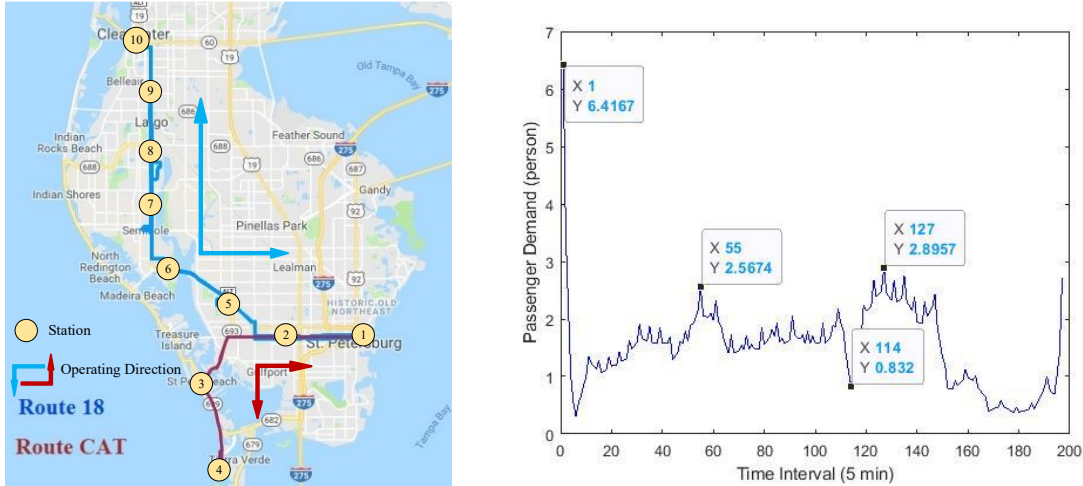 19
10
Clearwater
60
19
Old Tampa Bay
Belleair
275
9
686
Largo
Feather Sound
Indian
Rocks Beach
8
688
275
688
686
687
19
Gandy
Indian Shores
7
92
Seminole
Pinellas Park
North
Redington
Beach
6
275
Lealman
92
Madeira Beach
ALT
5
HISTORIC OLD
NORTHEAST
Station
693
2
1
Treasure
Island
St. Petersburg
Operating Direction
Gulfport
St Pete Beach
3
275
Route 18
699
682
Tampa Bay
679
Route CAT
Tierra Verde
4
275
Passenger Demand (person)
7
6
5
4
3
2
1
0
X 1
Y 6.4167
X 55
Y 2.5674
X 127
Y 2.8957
X 114
Y 0.832
0 20 40 60 80 100 120 140 160 180 200
Time Interval (5 min)